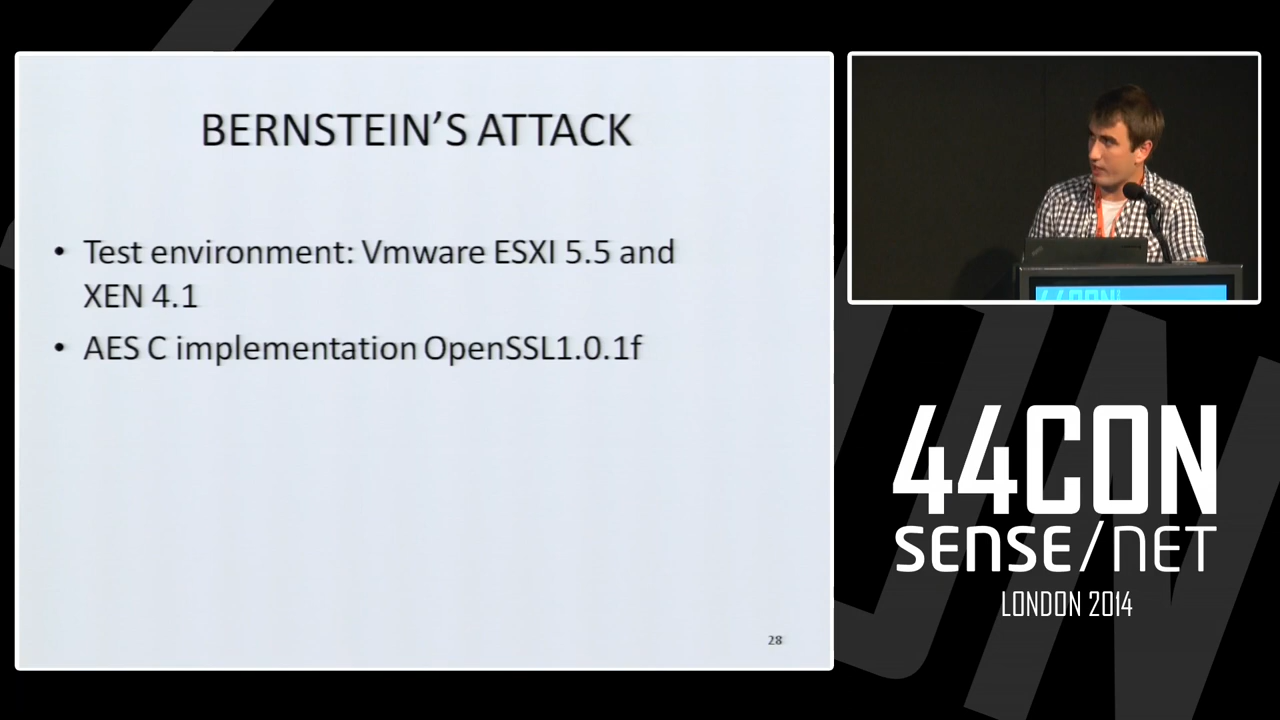 BERNSTEIN'S ATTACK
• Test environment: Vmware ESXI 5.5 and
XEN 4.1
• AES C implementation OpenSSL1.0.1f
28
44CON
44CON
SENSE/NET
LONDON 2014